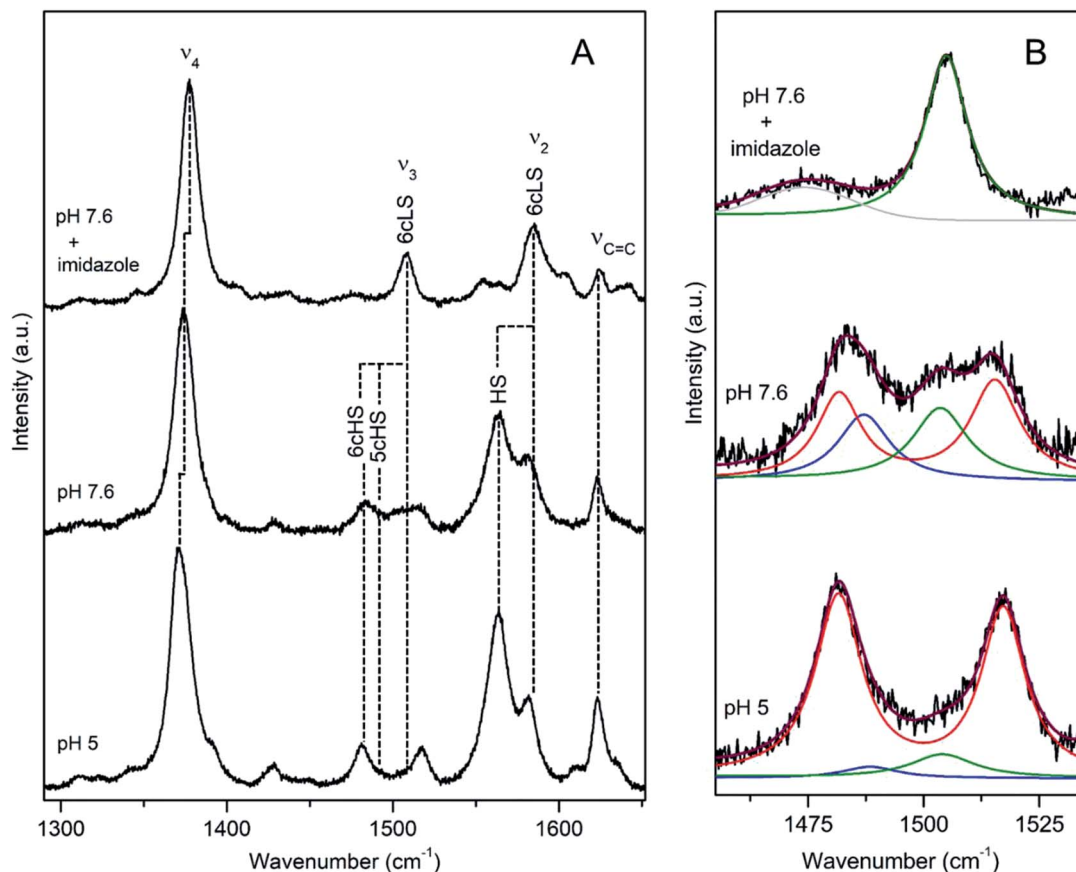 A
ν4
ν3
ν2
6cLS
6cLS
νC=C
pH 7.6
+
imidazole
6cHS
5cHS
HS
pH 7.6
pH 5
Intensity (a.u.)
1300
1400
1500
1600
Wavenumber (cm-1)
B
pH 7.6
+
imidazole
pH 7.6
pH 5
Intensity (a.u.)
1475
1500
1525
Wavenumber (cm-1)